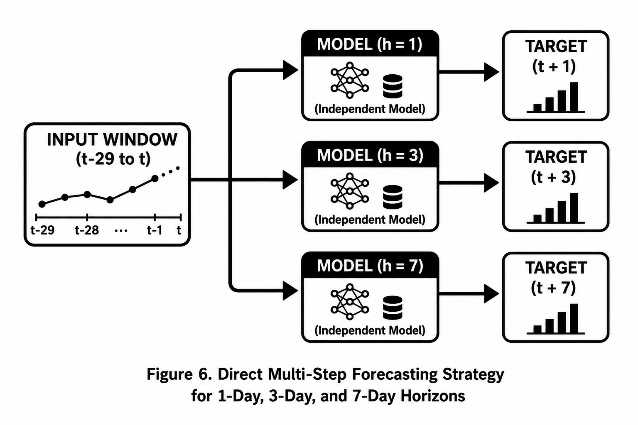 INPUT WINDOW
(t-29 to t)
t-29 t-28 ... t-1 t
MODEL (h = 1)
(Independent Model)
TARGET
(t + 1)
MODEL (h = 3)
(Independent Model)
TARGET
(t + 3)
MODEL (h = 7)
(Independent Model)
TARGET
(t + 7)
Figure 6. Direct Multi-Step Forecasting Strategy
for 1-Day, 3-Day, and 7-Day Horizons